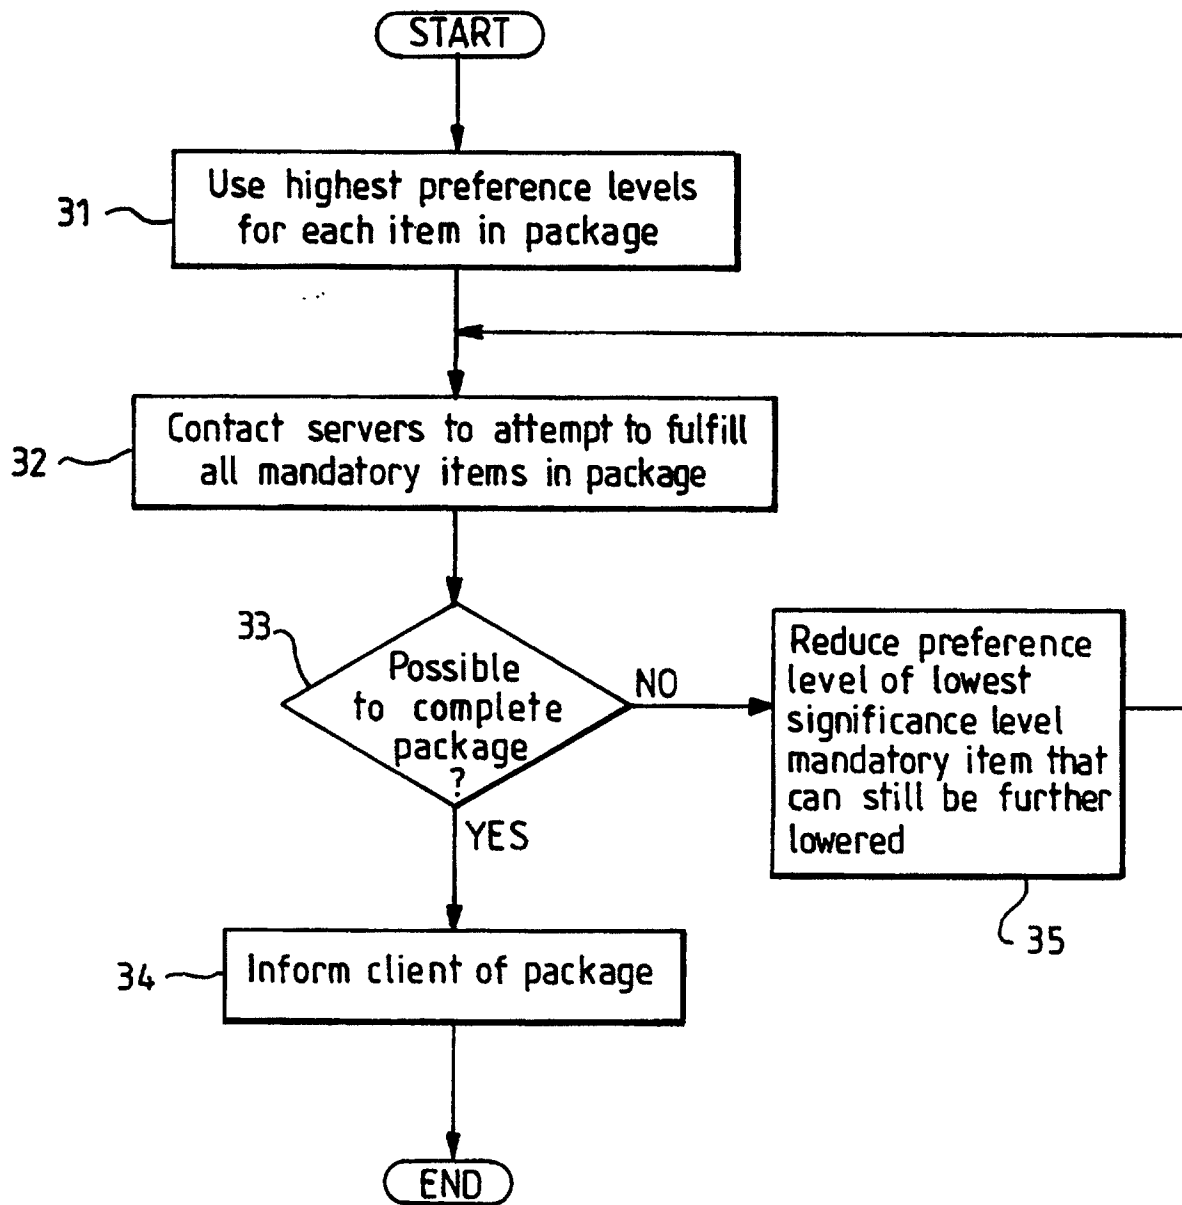 START
31
Use highest preference levels
for each item in package
32
Contact servers to attempt to fulfill
all mandatory items in package
33
Possible
to complete
package
?
NO
YES
Reduce preference
level of lowest
significance level
mandatory item that
can still be further
lowered
35
34
Inform client of package
END